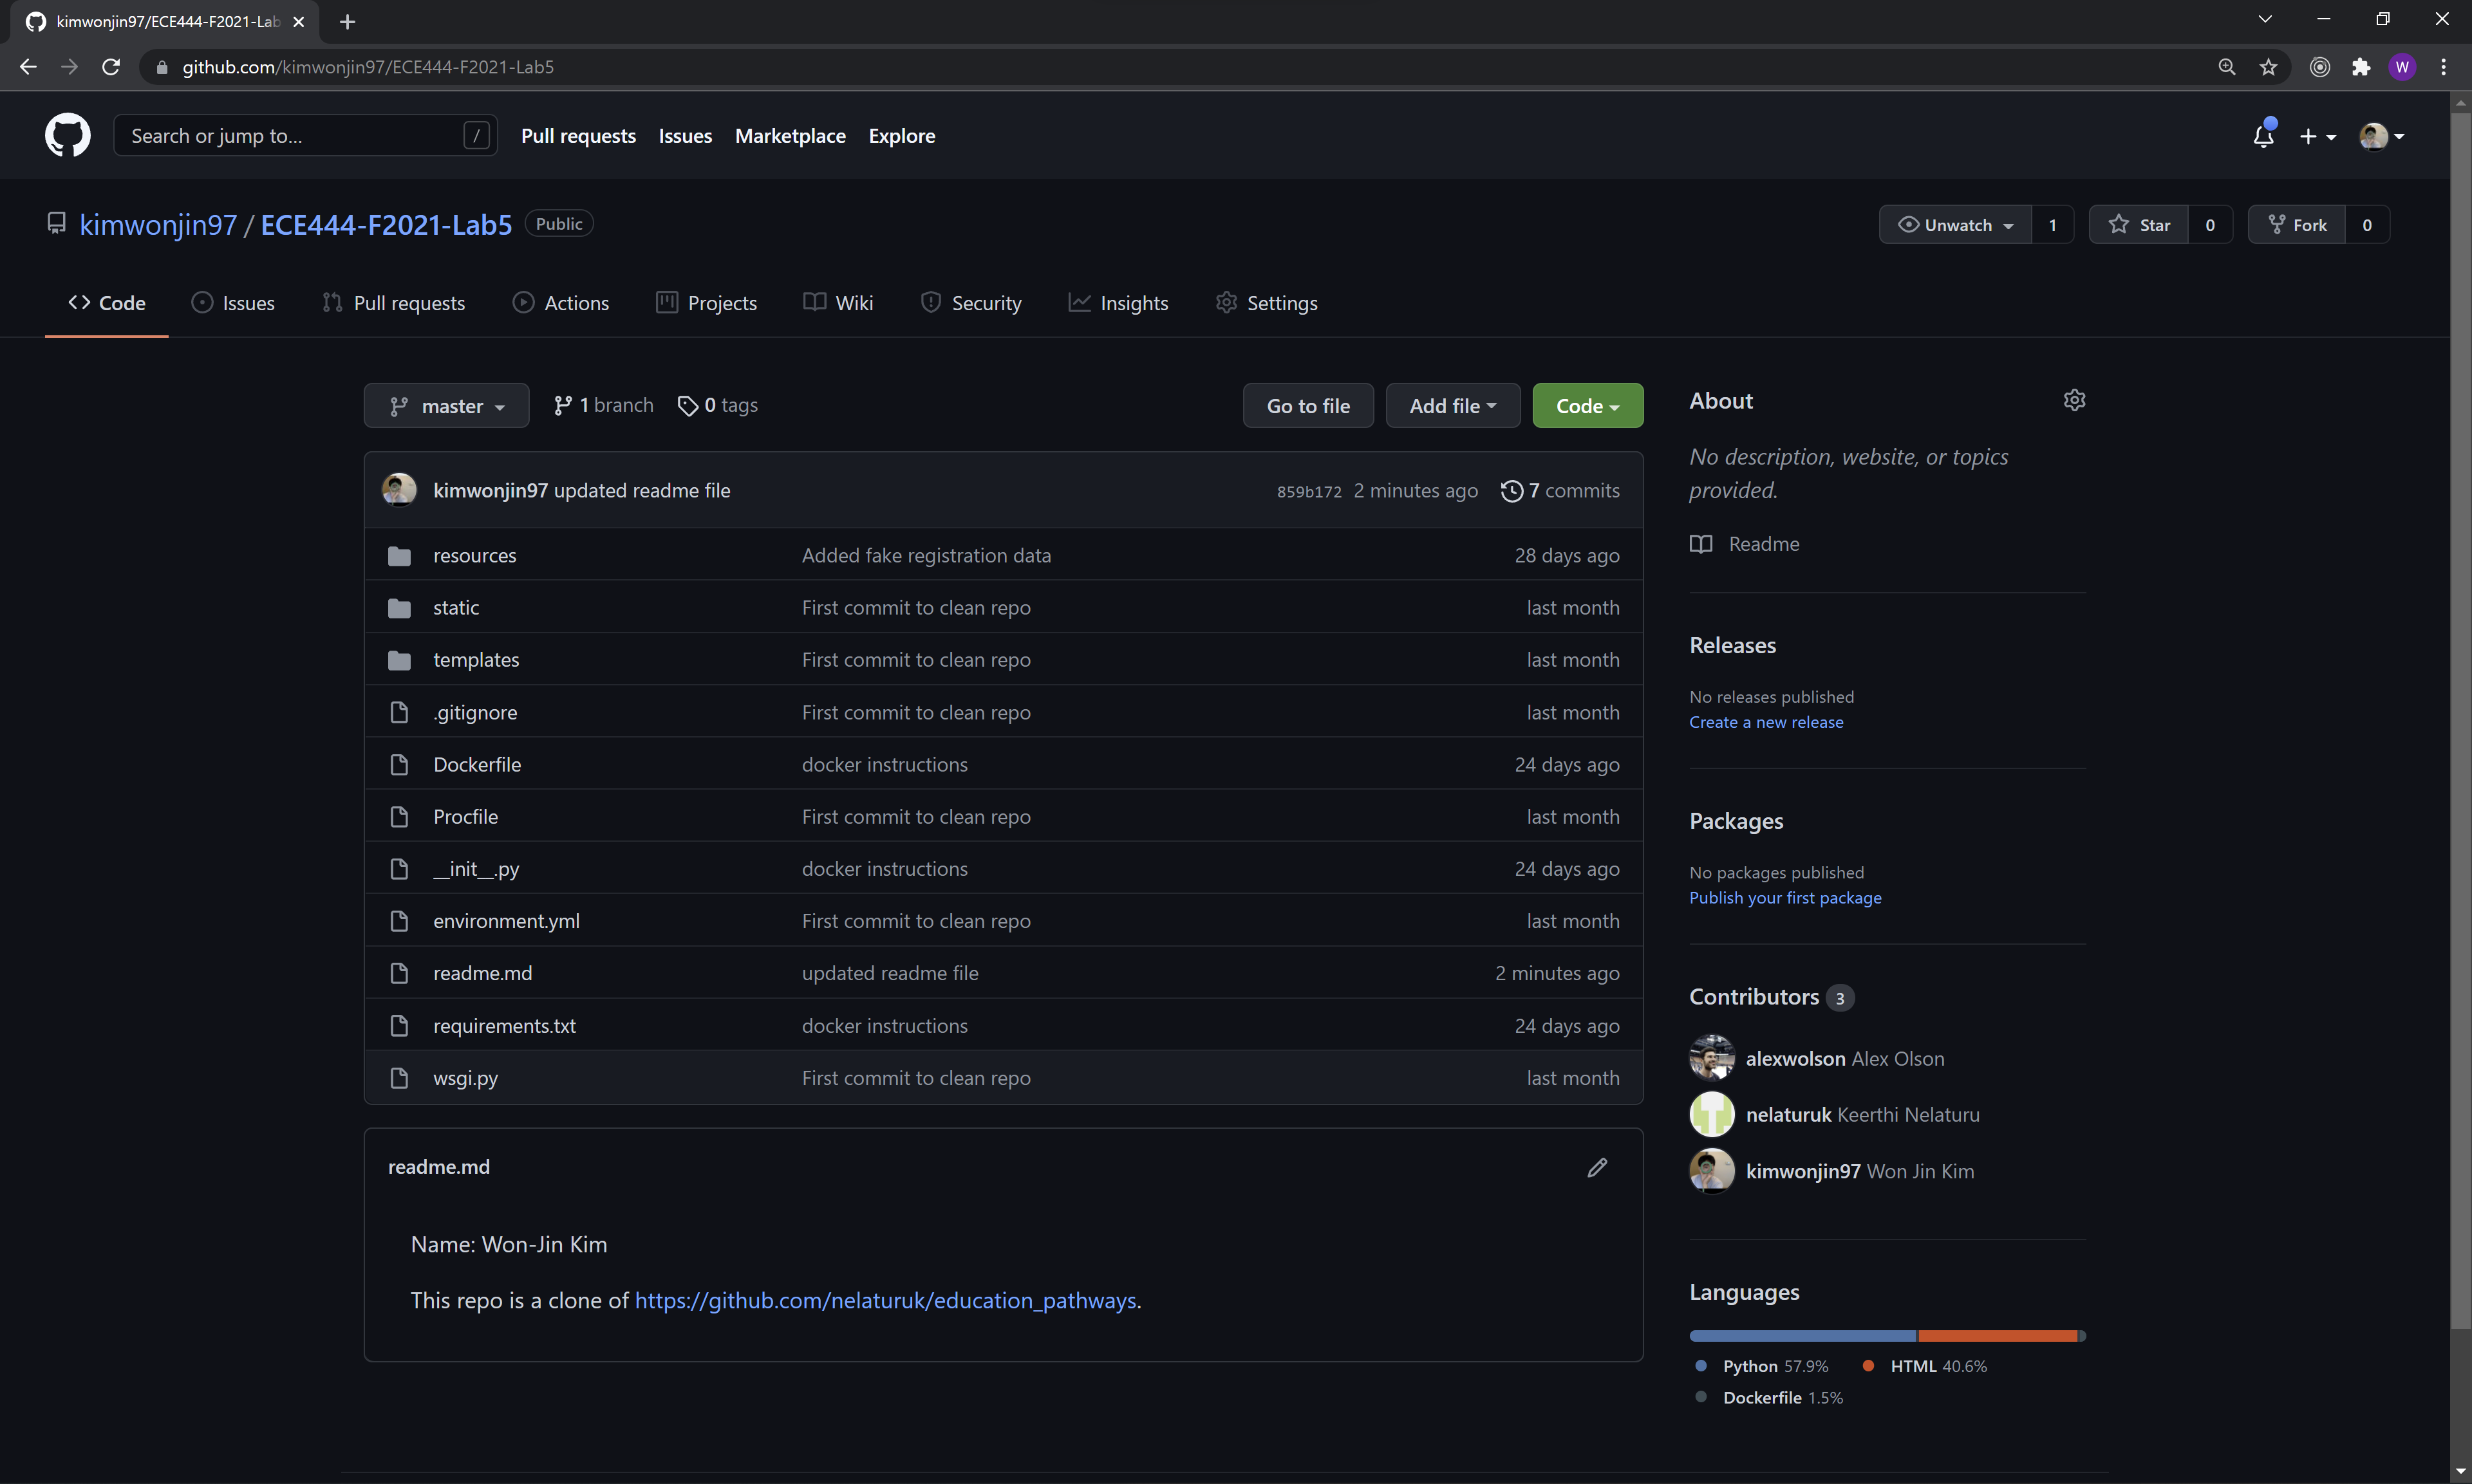 kimwonjin97/ECE444-F2021-Lab
github.com/kimwonjin97/ECE444-F2021-Lab5
W
Search or jump to...
/
Pull requests
Issues
Marketplace
Explore
kimwonjin97 / ECE444-F2021-Lab5 Public
Unwatch 1
Star 0
Fork 0
Code
Issues
Pull requests
Actions
Projects
Wiki
Security
Insights
Settings
master
1 branch
0 tags
Go to file
Add file
Code
kimwonjin97 updated readme file 859b172 2 minutes ago 7 commits
resources Added fake registration data 28 days ago
static First commit to clean repo last month
templates First commit to clean repo last month
.gitignore First commit to clean repo last month
Dockerfile docker instructions 24 days ago
Procfile First commit to clean repo last month
__init__.py docker instructions 24 days ago
environment.yml First commit to clean repo last month
readme.md updated readme file 2 minutes ago
requirements.txt docker instructions 24 days ago
wsgi.py First commit to clean repo last month
readme.md
Name: Won-Jin Kim
This repo is a clone of https://github.com/nelaturuk/education_pathways.
About
No description, website, or topics
provided.
Readme
Releases
No releases published
Create a new release
Packages
No packages published
Publish your first package
Contributors 3
alexwolson Alex Olson
nelaturuk Keerthi Nelaturu
kimwonjin97 Won Jin Kim
Languages
Python 57.9% HTML 40.6%
Dockerfile 1.5%